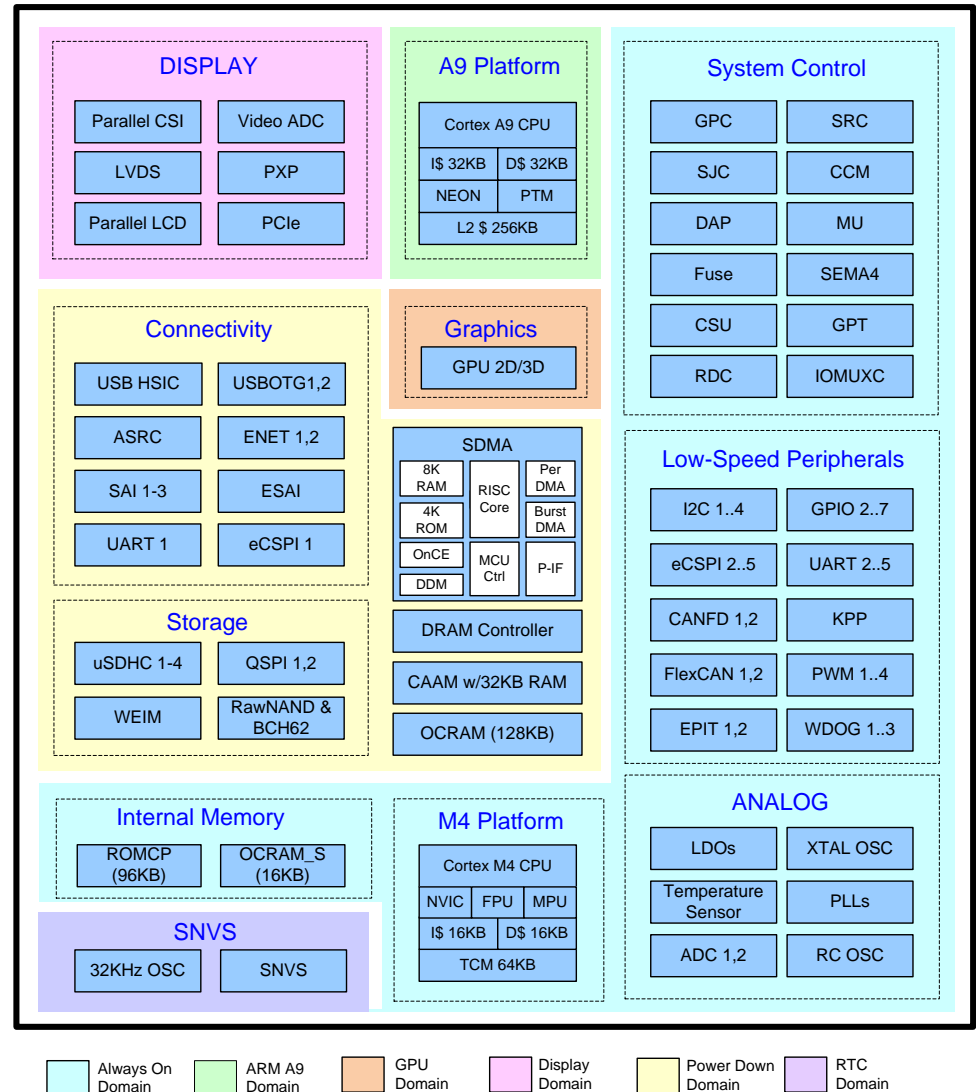 DISPLAY
Parallel CSI
Video ADC
LVDS
PXP
Parallel LCD
PCIe
A9 Platform
Cortex A9 CPU
I$ 32KB
D$ 32KB
NEON
PTM
L2 $ 256KB
System Control
GPC
SRC
SJC
CCM
DAP
MU
Fuse
SEMA4
CSU
GPT
RDC
IOMUXC
Connectivity
USB HSIC
USBOTG1,2
ASRC
ENET 1,2
SAI 1-3
ESAI
UART 1
eCSPI 1
Graphics
GPU 2D/3D
SDMA
8K
RAM
RISC
Core
Per
DMA
4K
ROM
Burst
DMA
OnCE
MCU
Ctrl
P-IF
DDM
DRAM Controller
CAAM w/32KB RAM
OCRAM (128KB)
Low-Speed Peripherals
I2C 1..4
GPIO 2..7
eCSPI 2..5
UART 2..5
CANFD 1,2
KPP
FlexCAN 1,2
PWM 1..4
EPIT 1,2
WDOG 1..3
Storage
uSDHC 1-4
QSPI 1,2
WEIM
RawNAND &
BCH62
Internal Memory
ROMCP
(96KB)
OCRAM_S
(16KB)
M4 Platform
Cortex M4 CPU
NVIC
FPU
MPU
I$ 16KB
D$ 16KB
TCM 64KB
ANALOG
LDOs
XTAL OSC
Temperature
Sensor
PLLs
ADC 1,2
RC OSC
SNVS
32KHz OSC
SNVS
Always On
Domain
ARM A9
Domain
GPU
Domain
Display
Domain
Power Down
Domain
RTC
Domain